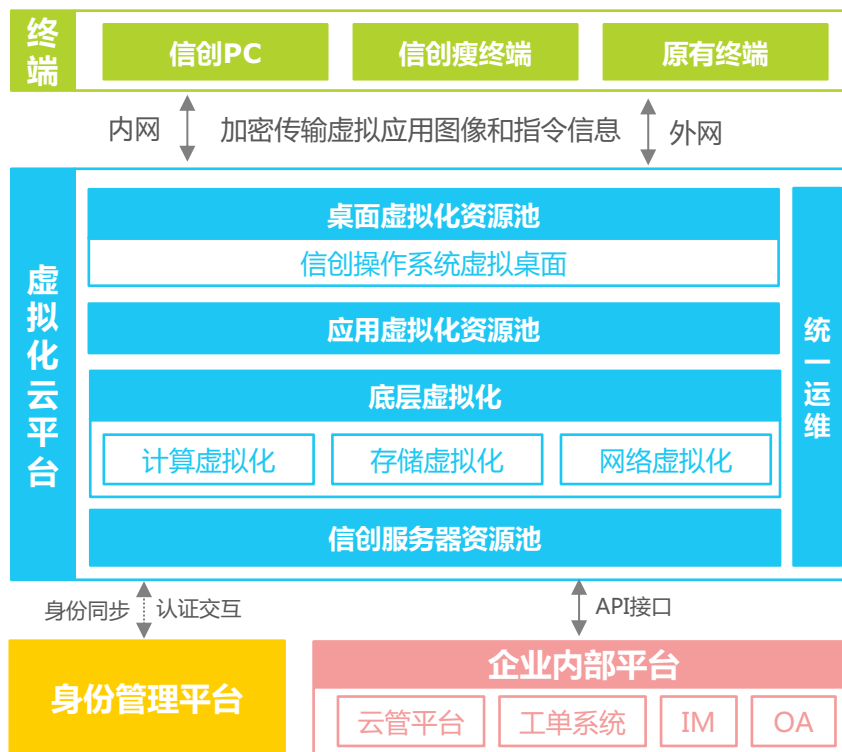 终端
信创PC
信创瘦终端
原有终端
内网
加密传输虚拟应用图像和指令信息
外网
虚拟化云平台
桌面虚拟化资源池
信创操作系统虚拟桌面
应用虚拟化资源池
底层虚拟化
计算虚拟化
存储虚拟化
网络虚拟化
信创服务器资源池
统一运维
身份同步
认证交互
API接口
身份管理平台
企业内部平台
云管平台
工单系统
IM
OA